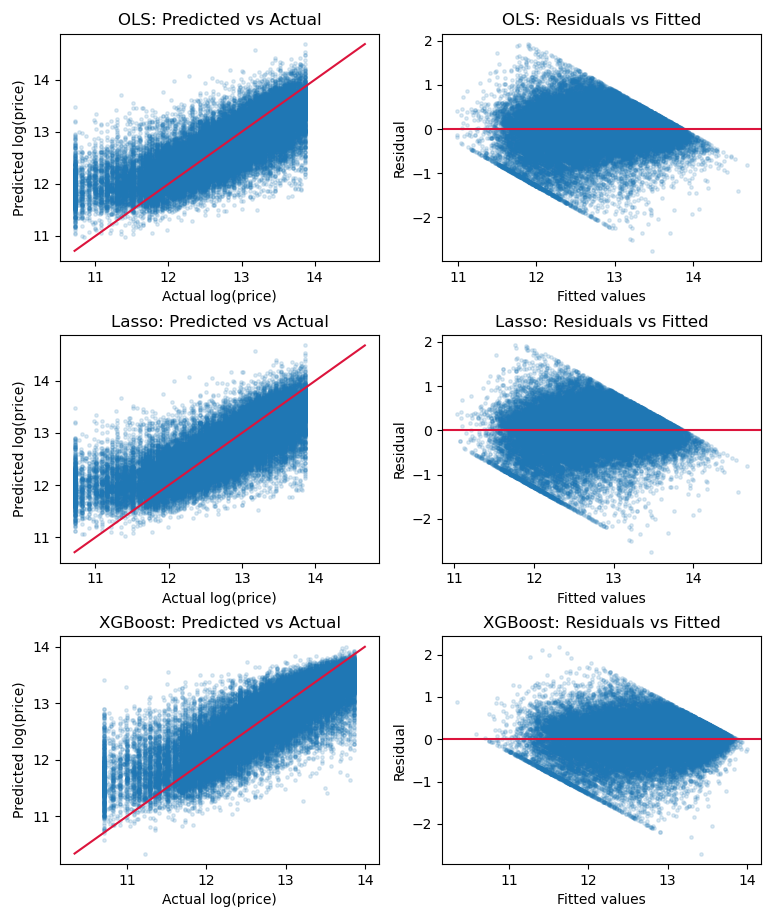 OLS: Predicted vs Actual
Predicted log(price)
14
13
12
11
11
12
13
14
Actual log(price)
OLS: Residuals vs Fitted
Residual
2
1
0
−1
−2
11
12
13
14
Fitted values
Lasso: Predicted vs Actual
Predicted log(price)
14
13
12
11
11
12
13
14
Actual log(price)
Lasso: Residuals vs Fitted
Residual
2
1
0
−1
−2
11
12
13
14
Fitted values
XGBoost: Predicted vs Actual
Predicted log(price)
14
13
12
11
11
12
13
14
Actual log(price)
XGBoost: Residuals vs Fitted
Residual
2
1
0
−1
−2
11
12
13
14
Fitted values